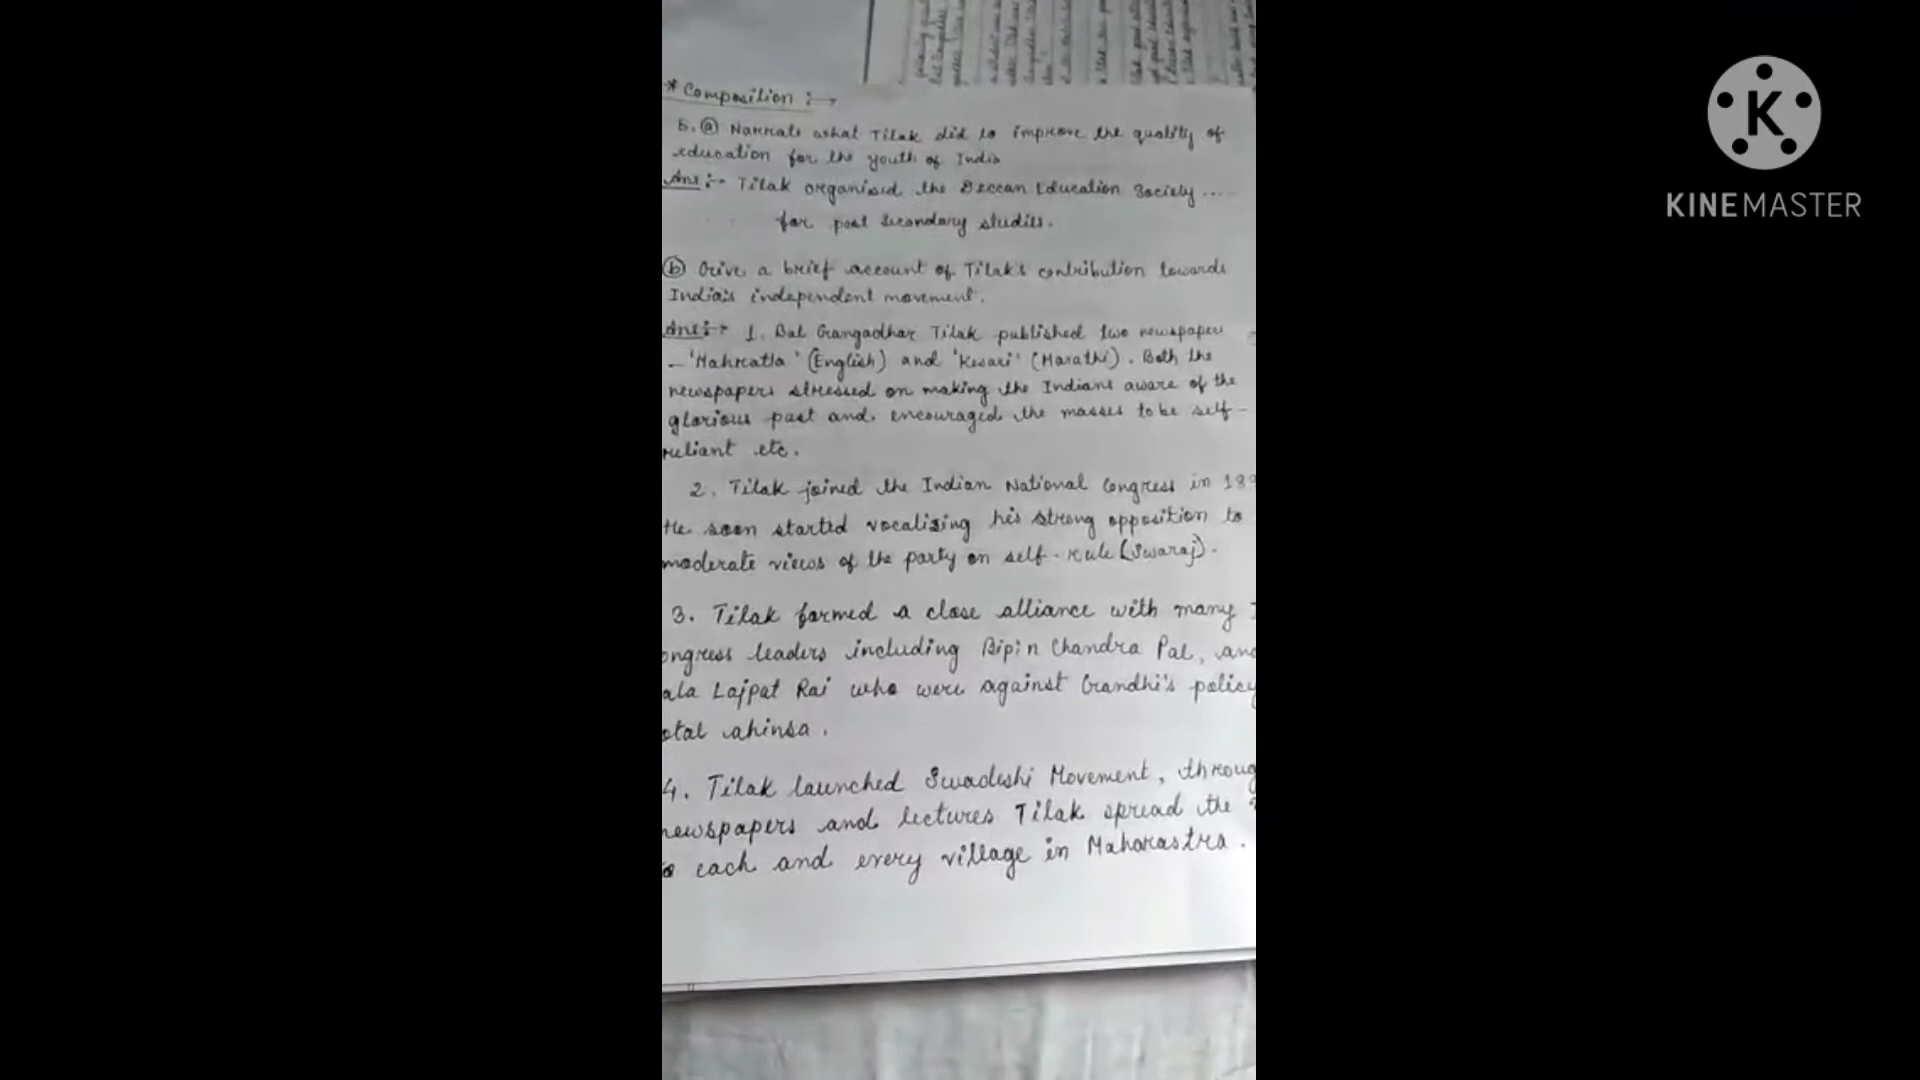 * Composition :→
5. (a) Narrate what Tilak did to improve the quality of
education for the youth of India
Ans :→ Tilak organised the Deccan Education Society ....
for post secondary studies.
(b) Give a brief account of Tilak's contribution towards
India's independent movement.
Ans :→ 1. Bal Gangadhar Tilak published two newspaper
- 'Mahratta' (English) and 'Kesari' (Marathi). Both the
newspapers stressed on making the Indians aware of the
glorious past and encouraged the masses to be self-
reliant etc.
2. Tilak joined the Indian National Congress in 189
He soon started vocalizing his strong opposition to
moderate views of the party on self-rule (Swaraj).
3. Tilak formed a close alliance with many
ongress leaders including Bipin Chandra Pal, and
ala Lajpat Rai who were against Gandhi's policy
otal ahinsa.
4. Tilak launched Swadeshi Movement, throug
newspapers and lectures Tilak spread the
each and every village in Maharastra.
K
KINEMASTER